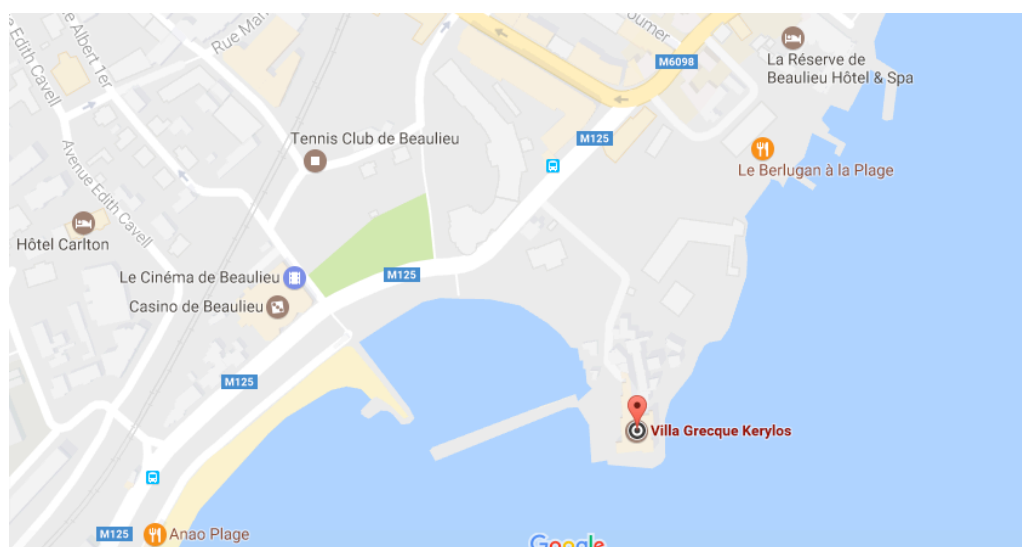 Edith Cavell
Albert 1er
Rue Mar
oumer
M6098
La Réserve de
Beaulieu Hôtel & Spa
Tennis Club de Beaulieu
M125
Le Berlugan à la Plage
Avenue Edith Cavell
Hôtel Carlton
Le Cinéma de Beaulieu
M125
Casino de Beaulieu
M125
Villa Grecque Kerylos
M125
Anao Plage
Google